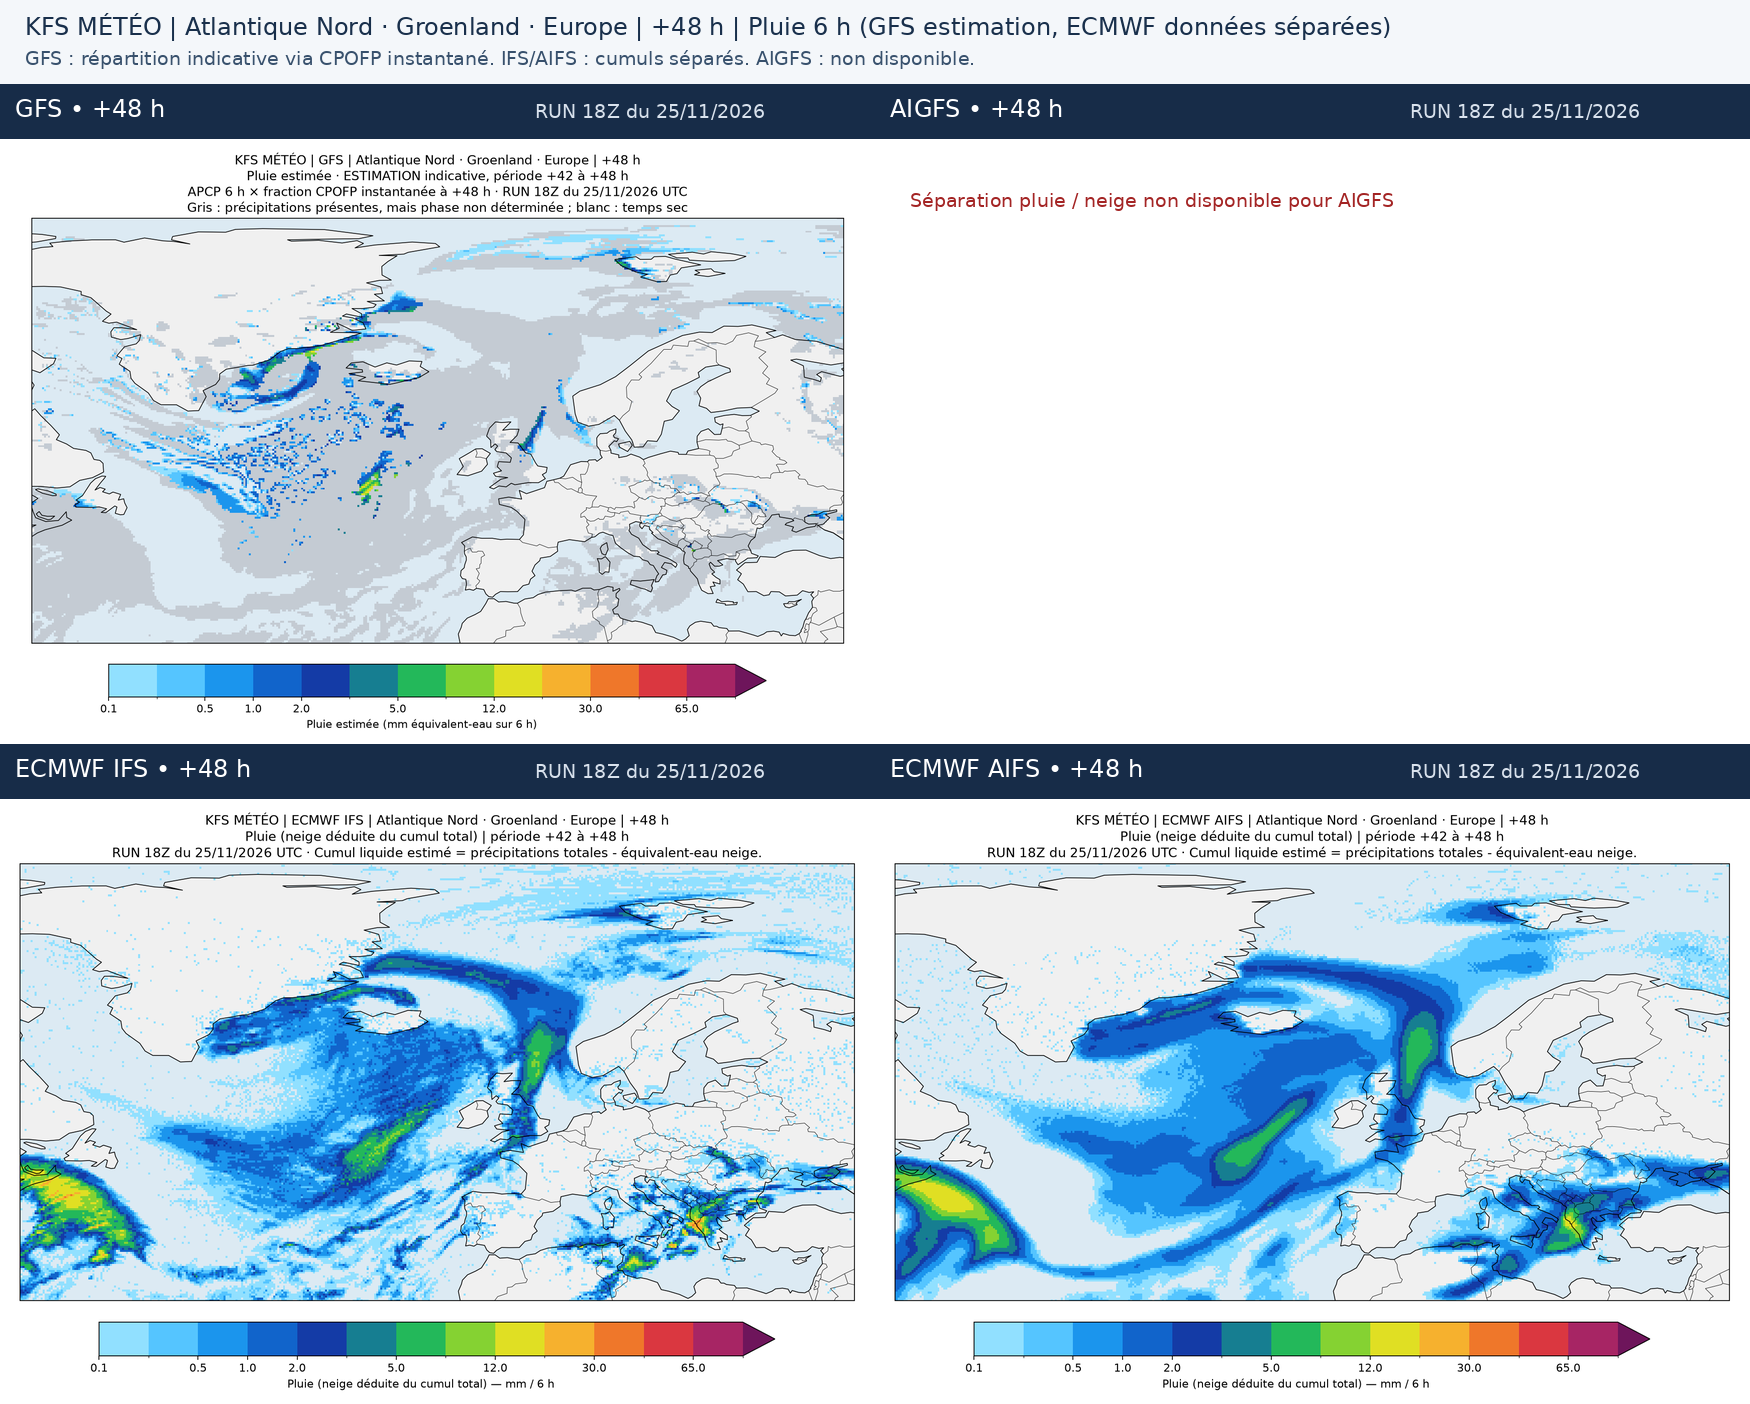 KFS MÉTÉO | Atlantique Nord · Groenland · Europe | +48 h | Pluie 6 h (GFS estimation, ECMWF données séparées)
GFS : répartition indicative via CPOFP instantané. IFS/AIFS : cumuls séparés. AIGFS : non disponible.
GFS • +48 h
RUN 18Z du 25/11/2026
AIGFS • +48 h
RUN 18Z du 25/11/2026
KFS MÉTÉO | GFS | Atlantique Nord · Groenland · Europe | +48 h
Pluie estimée · ESTIMATION indicative, période +42 à +48 h
APCP 6 h × fraction CPOFP instantanée à +48 h · RUN 18Z du 25/11/2026 UTC
Gris : précipitations présentes, mais phase non déterminée ; blanc : temps sec
Séparation pluie / neige non disponible pour AIGFS
0.1 0.5 1.0 2.0 5.0 12.0 30.0 65.0
Pluie estimée (mm équivalent-eau sur 6 h)
ECMWF IFS • +48 h
RUN 18Z du 25/11/2026
ECMWF AIFS • +48 h
RUN 18Z du 25/11/2026
KFS MÉTÉO | ECMWF IFS | Atlantique Nord · Groenland · Europe | +48 h
Pluie (neige déduite du cumul total) | période +42 à +48 h
RUN 18Z du 25/11/2026 UTC · Cumul liquide estimé = précipitations totales - équivalent-eau neige.
0.1 0.5 1.0 2.0 5.0 12.0 30.0 65.0
Pluie (neige déduite du cumul total) — mm / 6 h
KFS MÉTÉO | ECMWF AIFS | Atlantique Nord · Groenland · Europe | +48 h
Pluie (neige déduite du cumul total) | période +42 à +48 h
RUN 18Z du 25/11/2026 UTC · Cumul liquide estimé = précipitations totales - équivalent-eau neige.
0.1 0.5 1.0 2.0 5.0 12.0 30.0 65.0
Pluie (neige déduite du cumul total) — mm / 6 h